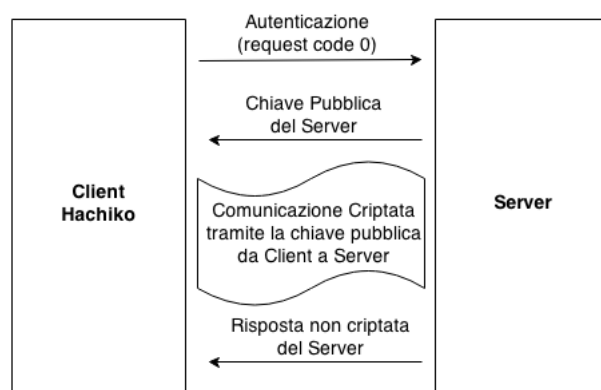 Autenticazione
(request code 0)
Chiave Pubblica
del Server
Client
Hachiko
Comunicazione Criptata
tramite la chiave pubblica
da Client a Server
Server
Risposta non criptata
del Server